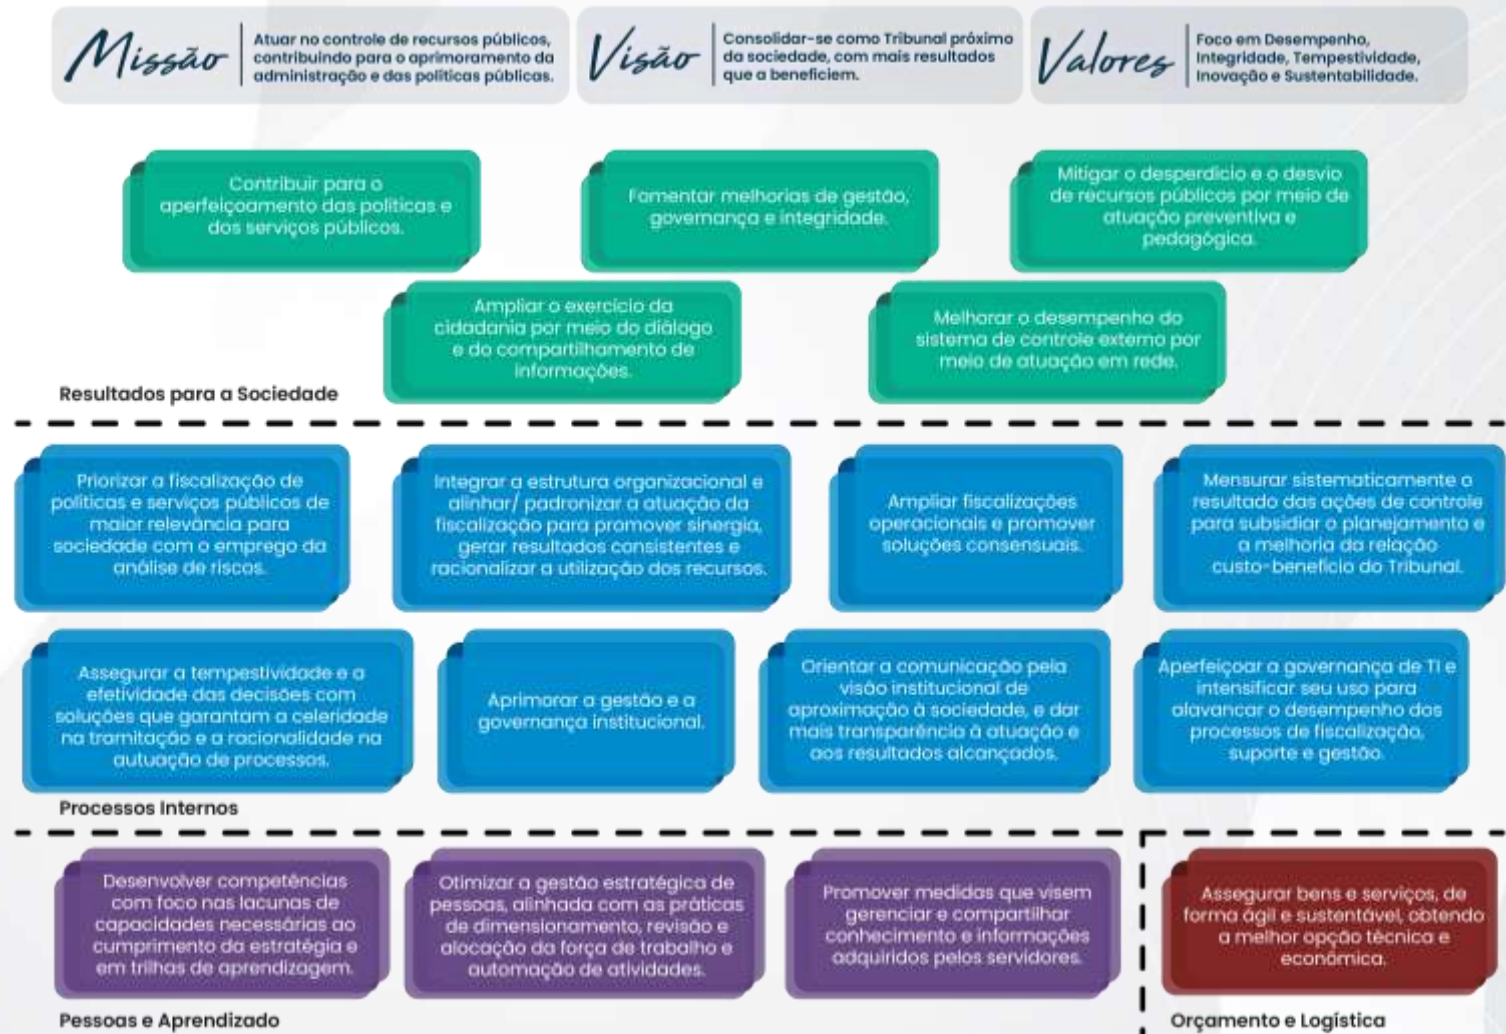 Missão
Atuar no controle de recursos públicos,
contribuindo para o aprimoramento da
administração e das políticas públicas.
Visão
Consolidar-se como Tribunal próximo
da sociedade, com mais resultados
que a beneficiem.
Valores
Foco em Desempenho,
Integridade, Tempestividade,
Inovação e Sustentabilidade.
Contribuir para o
aperfeiçoamento das políticas e
dos serviços públicos.
Fomentar melhorias de gestão,
governança e integridade.
Mitigar o desperdício e o desvio
de recursos públicos por meio de
atuação preventiva e
pedagógica.
Ampliar o exercício da
cidadania por meio do diálogo
e do compartilhamento de
informações.
Melhorar o desempenho do
sistema de controle externo por
meio de atuação em rede.
Resultados para a Sociedade
Priorizar a fiscalização de
políticas e serviços públicos de
maior relevância para
sociedade com o emprego da
análise de riscos.
Integrar a estrutura organizacional e
alinhar/ padronizar a atuação da
fiscalização para promover sinergia,
gerar resultados consistentes e
racionalizar a utilização dos recursos.
Ampliar fiscalizações
operacionais e promover
soluções consensuais.
Mensurar sistematicamente o
resultado das ações de controle
para subsidiar o planejamento e
a melhoria da relação
custo-benefício do Tribunal.
Assegurar a tempestividade e a
efetividade das decisões com
soluções que garantam a celeridade
na tramitação e a racionalidade na
autuação de processos.
Aprimorar a gestão e a
governança institucional.
Orientar a comunicação pela
visão institucional de
aproximação à sociedade, e dar
mais transparência à atuação e
aos resultados alcançados.
Aperfeiçoar a governança de TI e
intensificar seu uso para
alavancar o desempenho dos
processos de fiscalização,
suporte e gestão.
Processos Internos
Desenvolver competências
com foco nas lacunas de
capacidades necessárias ao
cumprimento da estratégia e
em trilhas de aprendizagem.
Otimizar a gestão estratégica de
pessoas, alinhada com as práticas
de dimensionamento, revisão e
alocação da força de trabalho e
automação de atividades.
Promover medidas que visem
gerenciar e compartilhar
conhecimento e informações
adquiridos pelos servidores.
Assegurar bens e serviços, de
forma ágil e sustentável, obtendo
a melhor opção técnica e
econômica.
Pessoas e Aprendizado
Orçamento e Logística